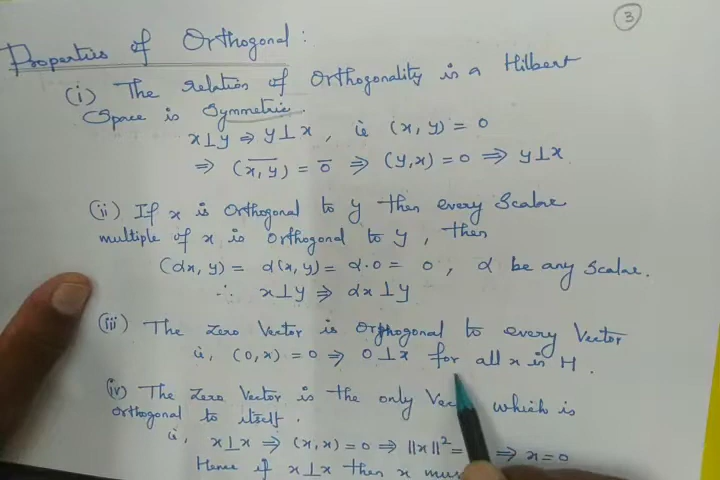 3
Properties of Orthogonal :
(i) The relation of Orthogonality is a Hilbert
Space is Symmetric.
x⊥y ⇒ y⊥x , ie (x, y) = 0
⇒ (x̅,̅ y̅) = 0̅ ⇒ (y,x) = 0 ⇒ y⊥x.
(ii) If x is orthogonal to y then every Scalar
multiple of x is orthogonal to y , then
(αx, y) = α(x, y) = α.0 = 0 , α be any Scalar.
∴ x⊥y ⇒ αx⊥y
(iii) The zero Vector is orthogonal to every Vector
i, (0,x) = 0 ⇒ 0⊥x for all x in H .
(iv) The Zero Vector is the only Vec which is
orthogonal to itself.
i, x⊥x ⇒ (x,x) = 0 ⇒ ||x||² = ⇒ x=0
Hence if x⊥x then x mus